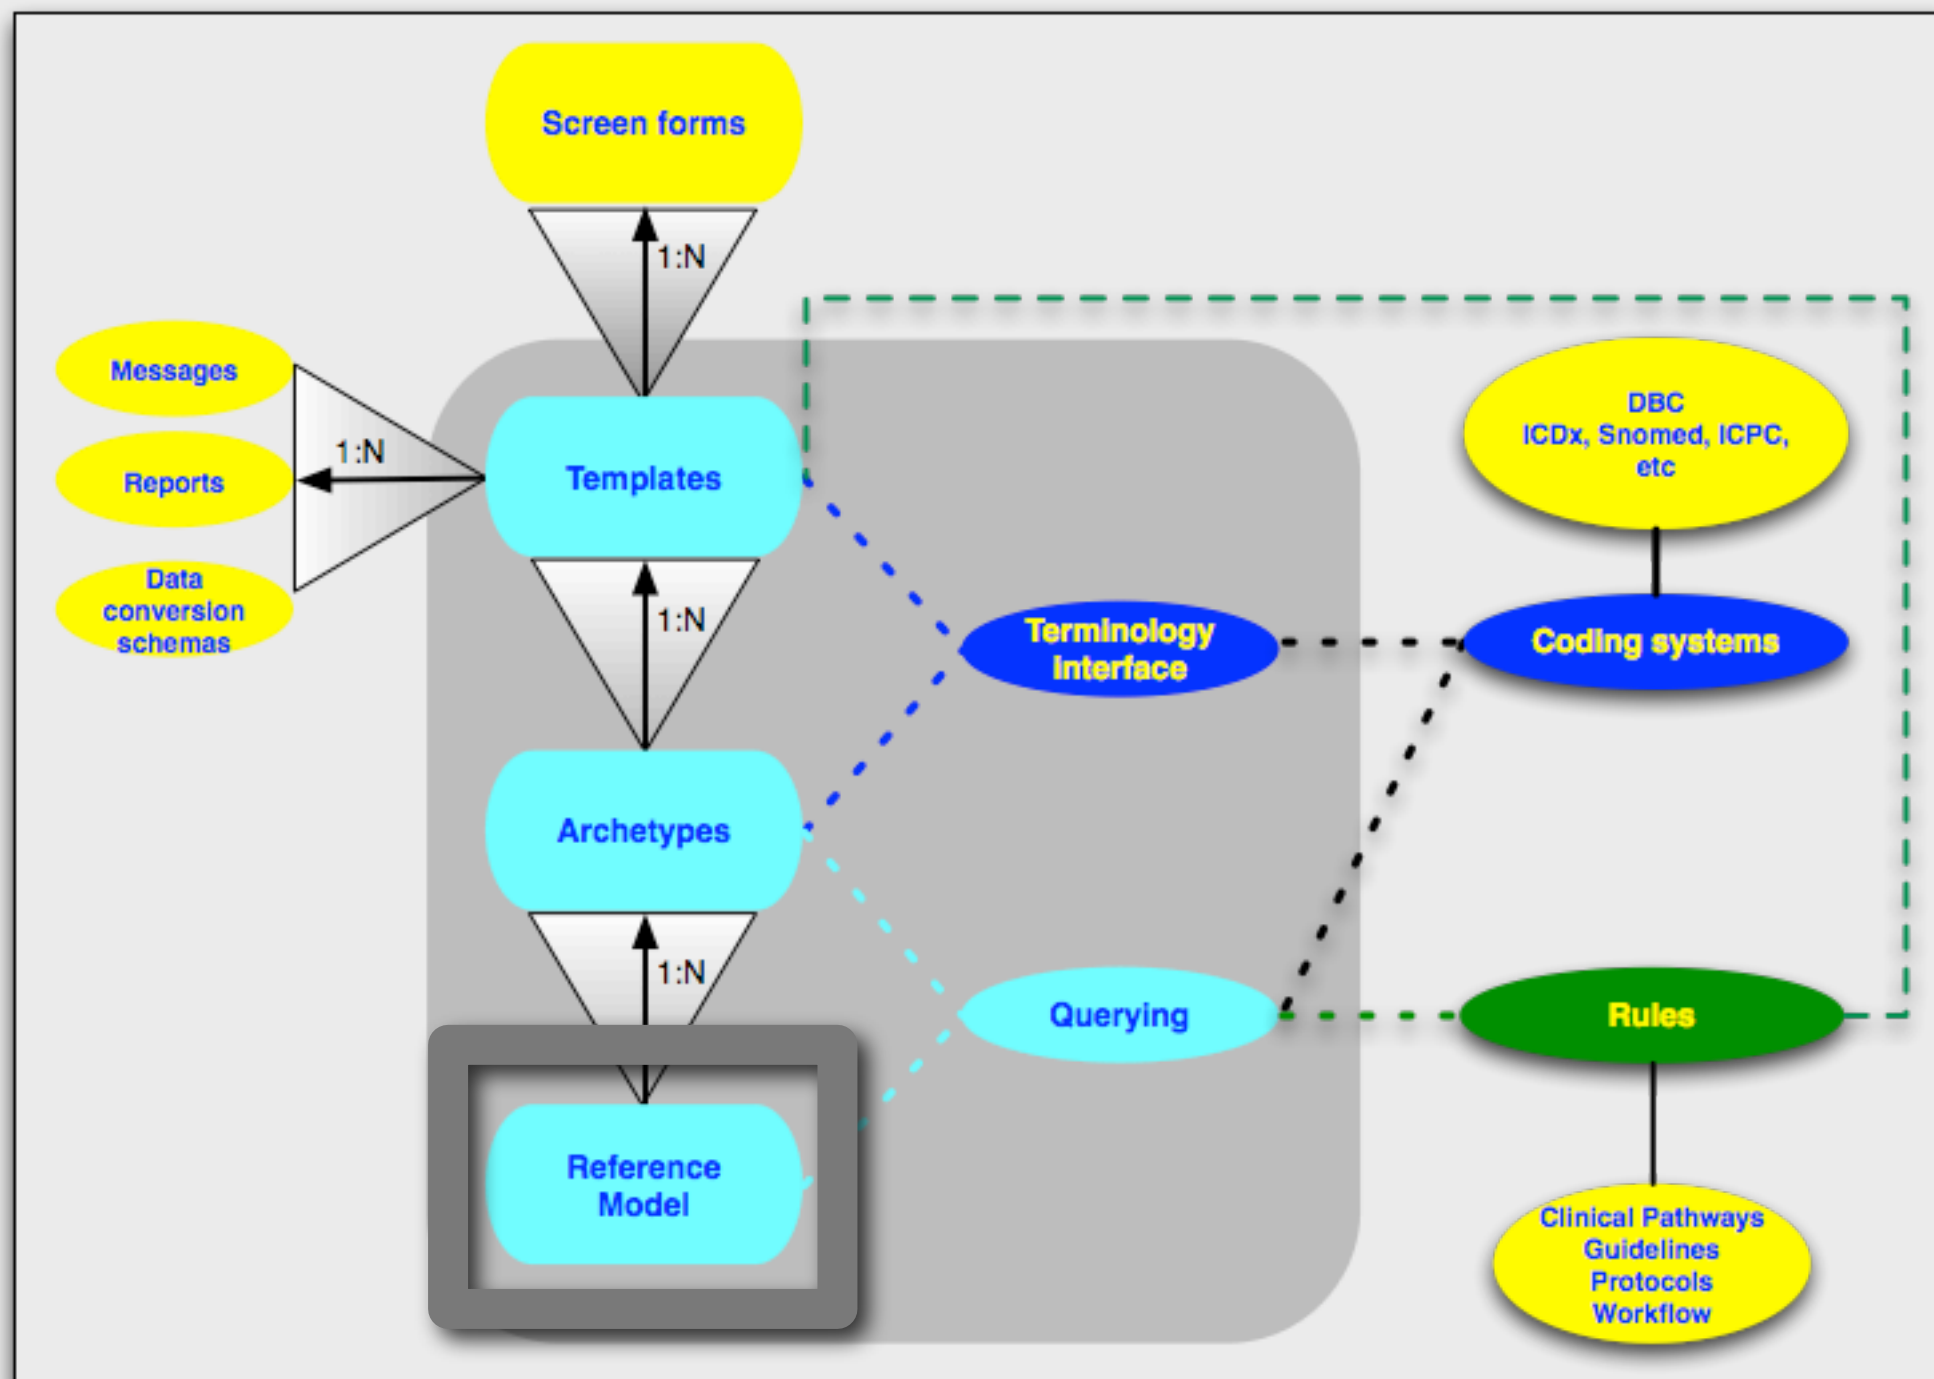 Screen forms
1:N
Messages
1:N
Reports
Data
conversion
schemas
Templates
DBC
ICDx, Snomed, ICPC,
etc
1:N
Terminology
Interface
Coding systems
Archetypes
1:N
Querying
Rules
Reference
Model
Clinical Pathways
Guidelines
Protocols
Workflow